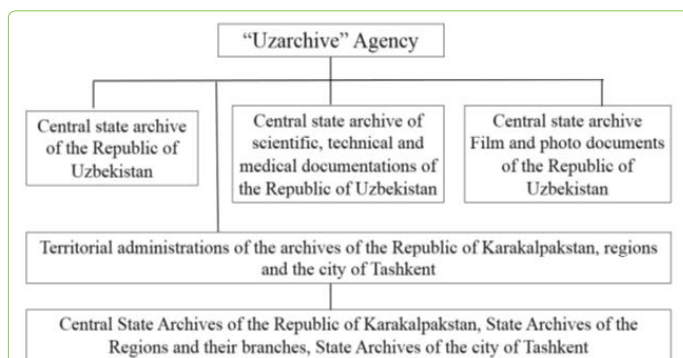 “Uzarchive” Agency
Central state archive
of the Republic of
Uzbekistan
Central state archive of
scientific, technical and
medical documentations of
the Republic of Uzbekistan
Central state archive
Film and photo documents
of the Republic of
Uzbekistan
Territorial administrations of the archives of the Republic of Karakalpakstan, regions
and the city of Tashkent
Central State Archives of the Republic of Karakalpakstan, State Archives of the
Regions and their branches, State Archives of the city of Tashkent